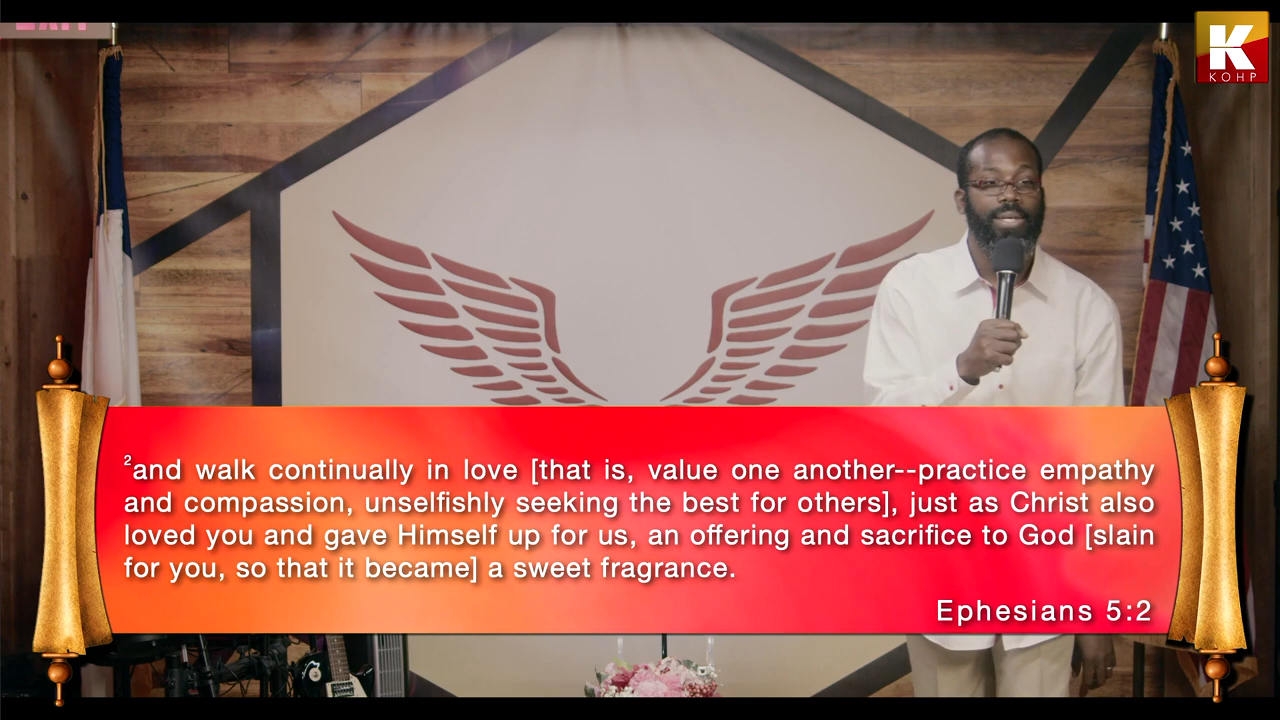 EXIT
K
KOHP
²and walk continually in love [that is, value one another--practice empathy
and compassion, unselfishly seeking the best for others], just as Christ also
loved you and gave Himself up for us, an offering and sacrifice to God [slain
for you, so that it became] a sweet fragrance.
Ephesians 5:2